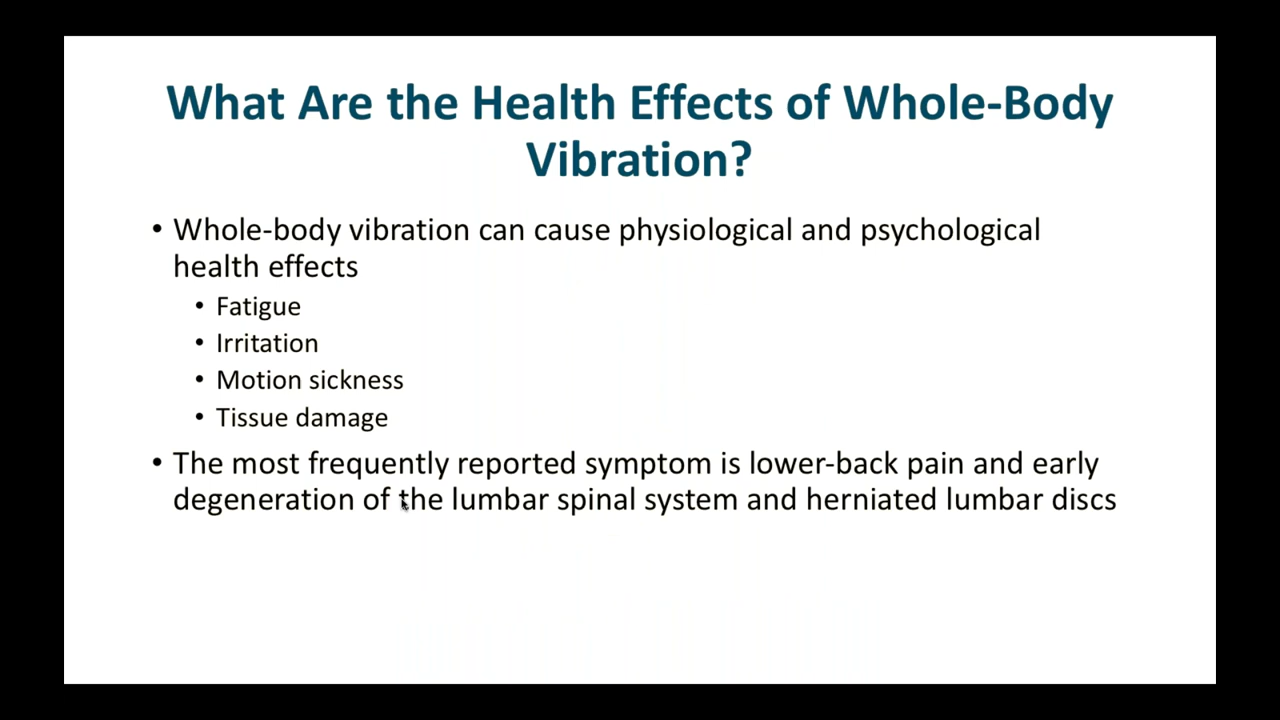 What Are the Health Effects of Whole-Body
Vibration?
• Whole-body vibration can cause physiological and psychological
health effects
• Fatigue
• Irritation
• Motion sickness
• Tissue damage
• The most frequently reported symptom is lower-back pain and early
degeneration of the lumbar spinal system and herniated lumbar discs